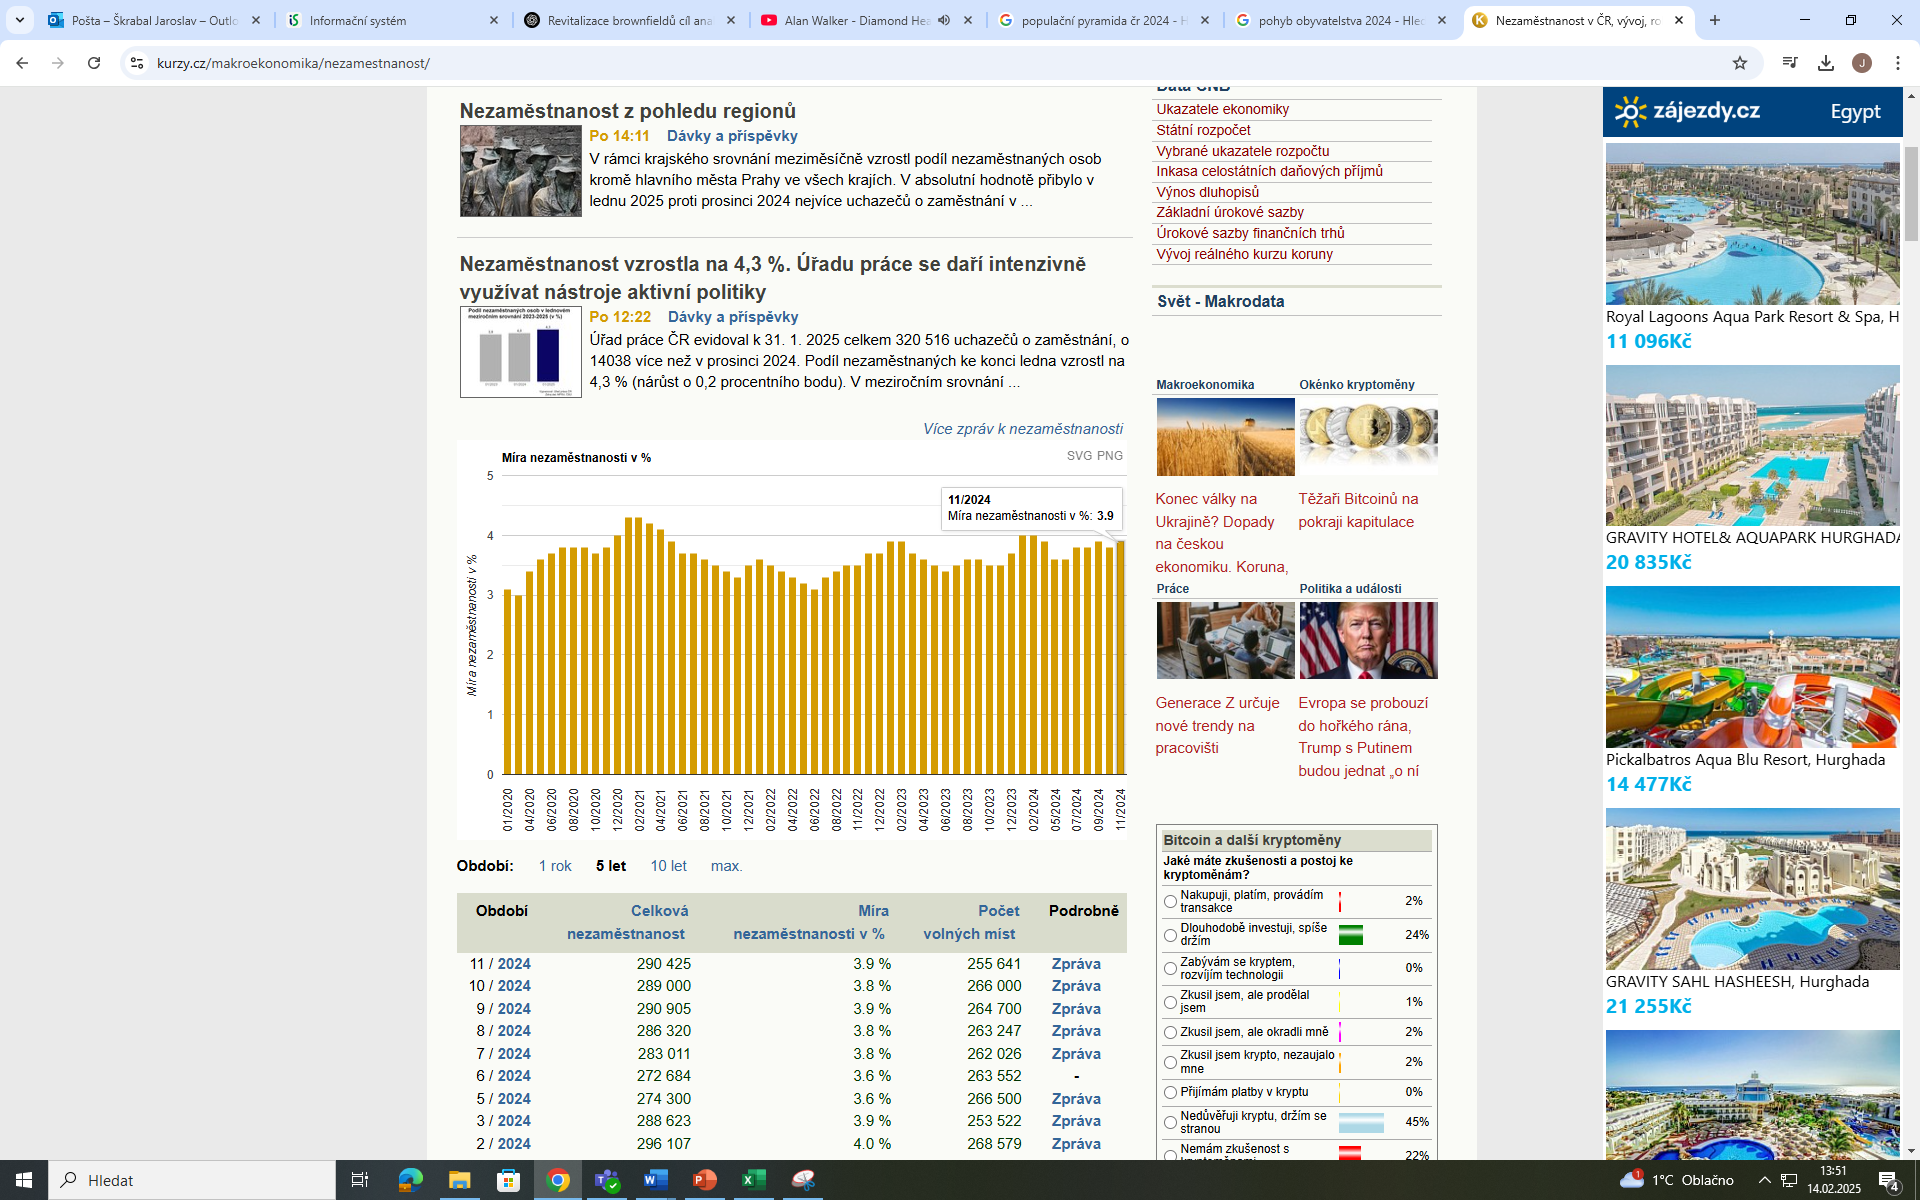 Pošta – Škrabal Jaroslav – Outlo
Informační systém
Revitalizace brownfieldů cíl ana
Alan Walker - Diamond Hea
populační pyramida čr 2024 - H
pohyb obyvatelstva 2024 - Hlec
Nezaměstnanost v ČR, vývoj, ro
kurzy.cz/makroekonomika/nezamestnanost/
J
Nezaměstnanost z pohledu regionů
Po 14:11 Dávky a příspěvky
V rámci krajského srovnání meziměsíčně vzrostl podíl nezaměstnaných osob
kromě hlavního města Prahy ve všech krajích. V absolutní hodnotě přibylo v
lednu 2025 proti prosinci 2024 nejvíce uchazečů o zaměstnání v ...
Nezaměstnanost vzrostla na 4,3 %. Úřadu práce se daří intenzivně
využívat nástroje aktivní politiky
Podíl nezaměstnaných osob v lednovém
meziročním srovnání 2023-2025 (v %)
Po 12:22 Dávky a příspěvky
Úřad práce ČR evidoval k 31. 1. 2025 celkem 320 516 uchazečů o zaměstnání, o
14038 více než v prosinci 2024. Podíl nezaměstnaných ke konci ledna vzrostl na
4,3 % (nárůst o 0,2 procentního bodu). V meziročním srovnání ...
Více zpráv k nezaměstnanosti
Míra nezaměstnanosti v %
SVG PNG
11/2024
Míra nezaměstnanosti v %: 3.9
Míra nezaměstnanosti v %
5
4
3
2
1
0
01/2020
04/2020
06/2020
08/2020
10/2020
12/2020
02/2021
04/2021
06/2021
08/2021
10/2021
12/2021
02/2022
04/2022
06/2022
08/2022
11/2022
12/2022
02/2023
04/2023
06/2023
08/2023
10/2023
12/2023
02/2024
05/2024
07/2024
09/2024
11/2024
Období: 1 rok 5 let 10 let max.
Období Celková nezaměstnanost Míra nezaměstnanosti v % Počet volných míst Podrobně
11 / 2024 290 425 3.9 % 255 641 Zpráva
10 / 2024 289 000 3.8 % 266 000 Zpráva
9 / 2024 290 905 3.9 % 264 700 Zpráva
8 / 2024 286 320 3.8 % 263 247 Zpráva
7 / 2024 283 011 3.8 % 262 026 Zpráva
6 / 2024 272 684 3.6 % 263 552 -
5 / 2024 274 300 3.6 % 266 500 Zpráva
3 / 2024 288 623 3.9 % 253 522 Zpráva
2 / 2024 296 107 4.0 % 268 579 Zpráva
Data ČNB
Ukazatele ekonomiky
Státní rozpočet
Vybrané ukazatele rozpočtu
Inkasa celostátních daňových příjmů
Výnos dluhopisů
Základní úrokové sazby
Úrokové sazby finančních trhů
Vývoj reálného kurzu koruny
Svět - Makrodata
Makroekonomika
Konec války na
Ukrajině? Dopady
na českou
ekonomiku. Koruna,
Okénko kryptoměny
Těžaři Bitcoinů na
pokraji kapitulace
Práce
Generace Z určuje
nové trendy na
pracovišti
Politika a události
Evropa se probouzí
do hořkého rána,
Trump s Putinem
budou jednat „o ní
Bitcoin a další kryptoměny
Jaké máte zkušenosti a postoj ke
kryptoměnám?
Nakupuji, platím, provádím
transakce 2%
Dlouhodobě investuji, spíše
držím 24%
Zabývám se kryptem,
rozvíjím technologii 0%
Zkusil jsem, ale prodělal
jsem 1%
Zkusil jsem, ale okradli mně 2%
Zkusil jsem krypto, nezaujalo
mne 2%
Přijímám platby v kryptu 0%
Nedůvěřuji kryptu, držím se
stranou 45%
Nemám zkušenost s
kryptoměnami 22%
zájezdy.cz Egypt
Royal Lagoons Aqua Park Resort & Spa, H
11 096Kč
GRAVITY HOTEL& AQUAPARK HURGHADA
20 835Kč
Pickalbatros Aqua Blu Resort, Hurghada
14 477Kč
GRAVITY SAHL HASHEESH, Hurghada
21 255Kč
Hledat
1
1°C Oblačno
13:51
14.02.2025
4